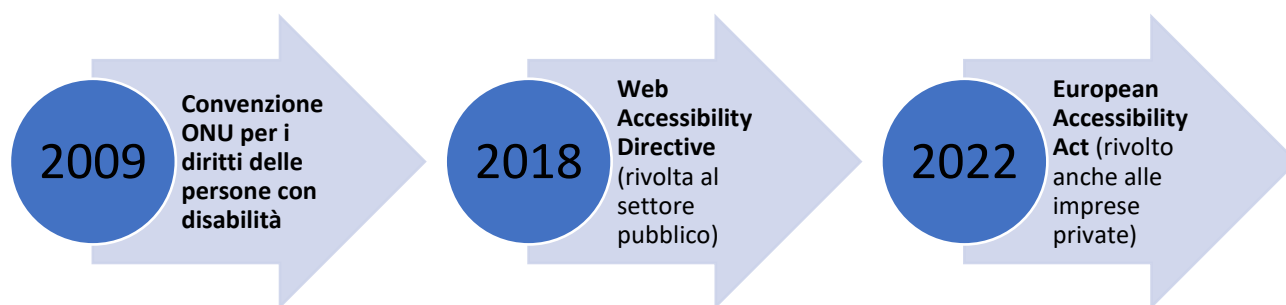 2009
Convenzione
ONU per i
diritti delle
persone con
disabilità
2018
Web
Accessibility
Directive
(rivolta al
settore
pubblico)
2022
European
Accessibility
Act (rivolto
anche alle
imprese
private)